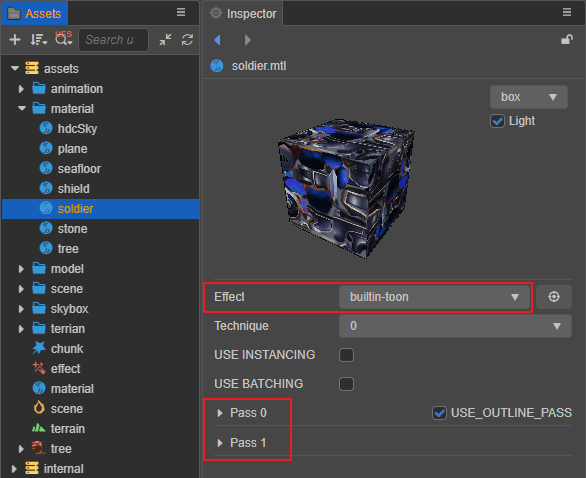 Assets
UES
Search u
assets
animation
material
hdcSky
plane
seafloor
shield
soldier
stone
tree
model
scene
skybox
terrian
chunk
effect
material
scene
terrain
tree
internal
Inspector
soldier.mtl
box
Light
Effect builtin-toon
Technique 0
USE INSTANCING
USE BATCHING
Pass 0 USE_OUTLINE_PASS
Pass 1